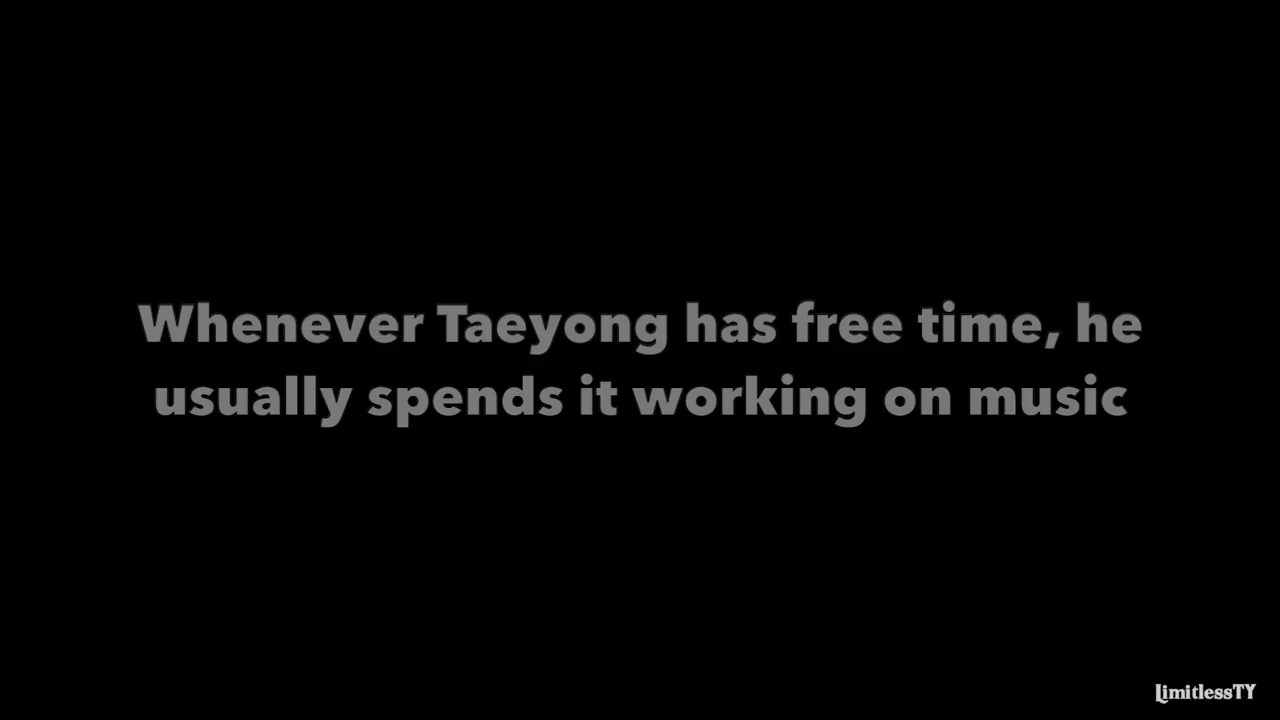 Whenever Taeyong has free time, he
usually spends it working on music
LimitlessTY